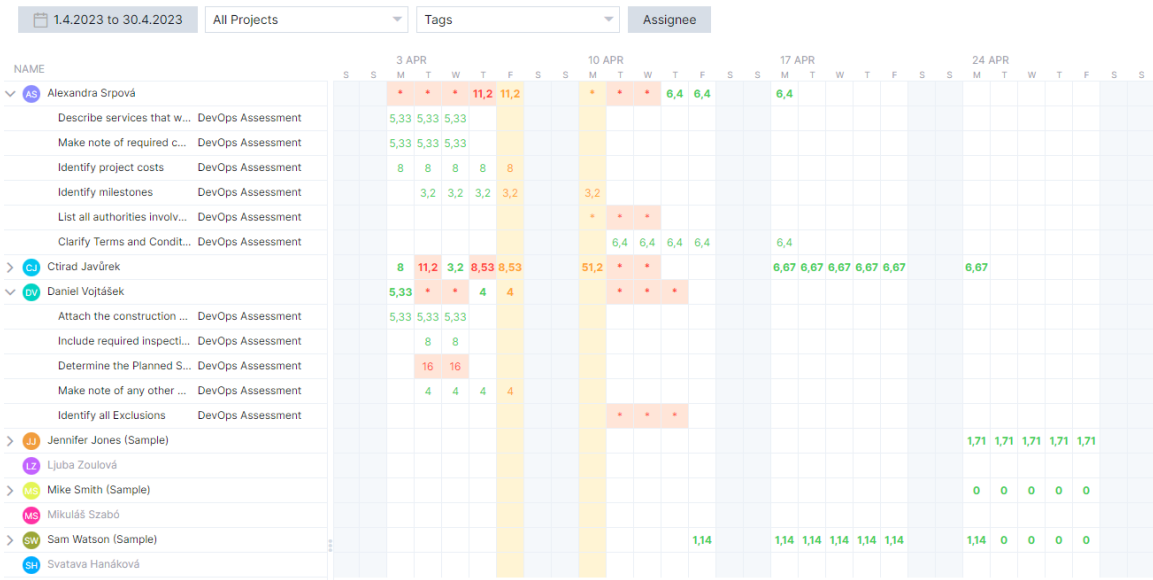 1.4.2023 to 30.4.2023 All Projects Tags Assignee
3 APR 10 APR 17 APR 24 APR
NAME S S M T W T F S S M T W T F S S M T W T F S S M T W T F S S
AS Alexandra Srpová * * * 11,2 11,2 * * * 6,4 6,4 6,4
Describe services that w... DevOps Assessment 5,33 5,33 5,33
Make note of required c... DevOps Assessment 5,33 5,33 5,33
Identify project costs DevOps Assessment 8 8 8 8 8
Identify milestones DevOps Assessment 3,2 3,2 3,2 3,2 3,2
List all authorities involv... DevOps Assessment * * *
Clarify Terms and Condit... DevOps Assessment 6,4 6,4 6,4 6,4 6,4
CJ Ctirad Javůrek 8 11,2 3,2 8,53 8,53 51,2 * * 6,67 6,67 6,67 6,67 6,67 6,67
DV Daniel Vojtášek 5,33 * * 4 4 * * *
Attach the construction ... DevOps Assessment 5,33 5,33 5,33
Include required inspecti... DevOps Assessment 8 8
Determine the Planned S... DevOps Assessment 16 16
Make note of any other ... DevOps Assessment 4 4 4 4
Identify all Exclusions DevOps Assessment * * *
JJ Jennifer Jones (Sample) 1,71 1,71 1,71 1,71 1,71
LZ Ljuba Zoulová
MS Mike Smith (Sample) 0 0 0 0 0
MS Mikuláš Szabó
SW Sam Watson (Sample) 1,14 1,14 1,14 1,14 1,14 1,14 1,14 0 0 0 0
SH Svatava Hanáková